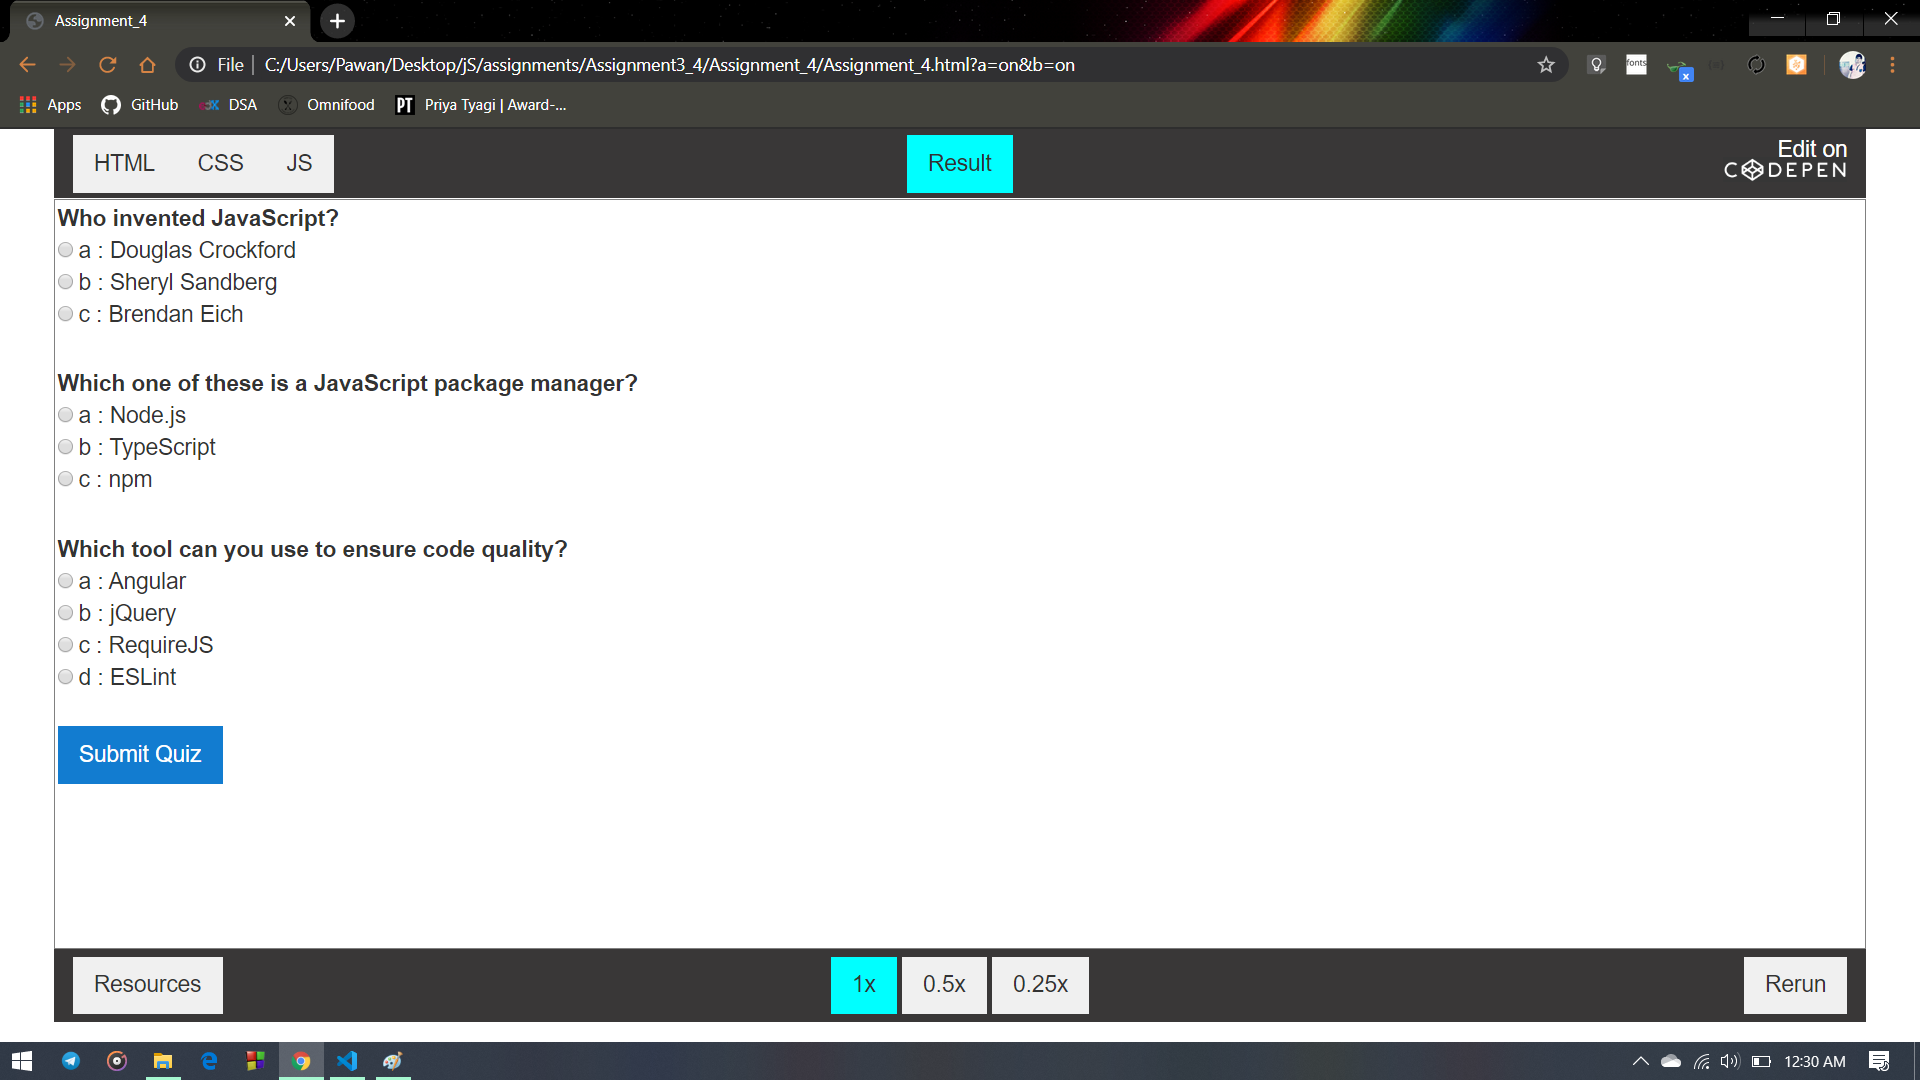 Assignment_4
File
C:/Users/Pawan/Desktop/jS/assignments/Assignment3_4/Assignment_4/Assignment_4.html?a=on&b=on
fonts
x
Apps
GitHub
DSA
Omnifood
PT
Priya Tyagi | Award-...
HTML
CSS
JS
Result
Edit on
CODEPEN
Who invented JavaScript?
a : Douglas Crockford
b : Sheryl Sandberg
c : Brendan Eich
Which one of these is a JavaScript package manager?
a : Node.js
b : TypeScript
c : npm
Which tool can you use to ensure code quality?
a : Angular
b : jQuery
c : RequireJS
d : ESLint
Submit Quiz
Resources
1x
0.5x
0.25x
Rerun
12:30 AM